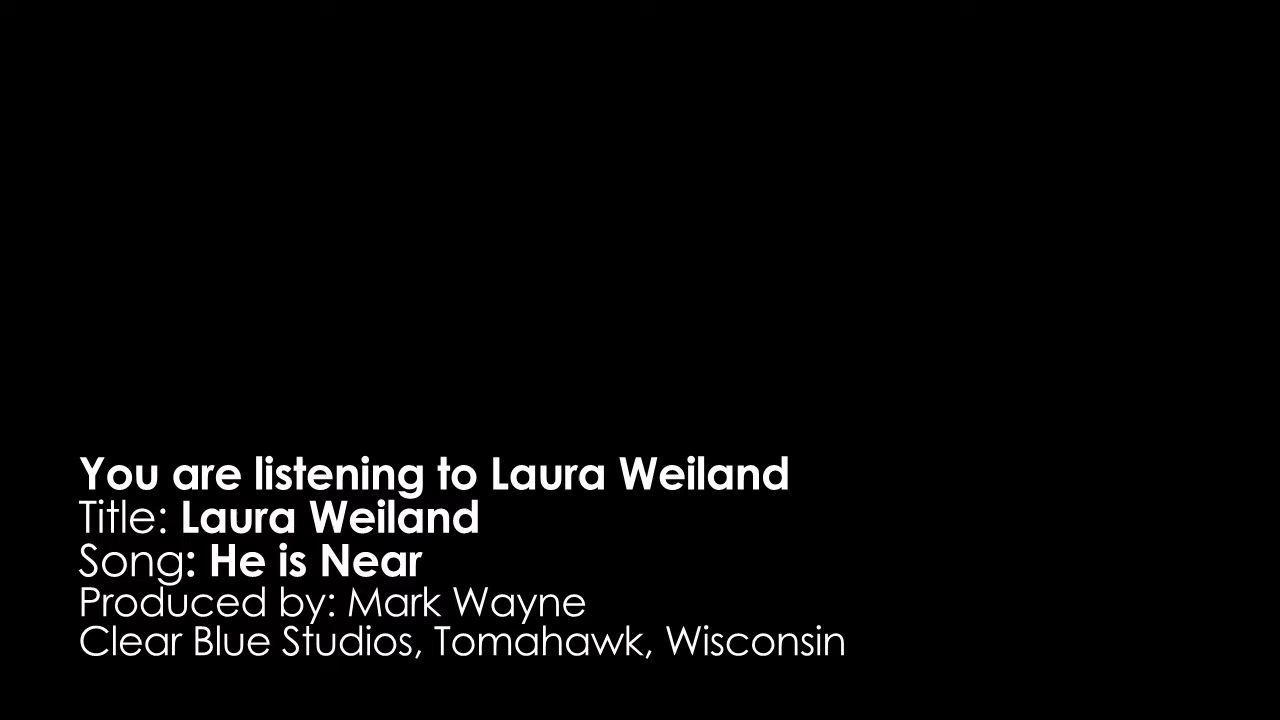 You are listening to Laura Weiland
Title: Laura Weiland
Song: He is Near
Produced by: Mark Wayne
Clear Blue Studios, Tomahawk, Wisconsin